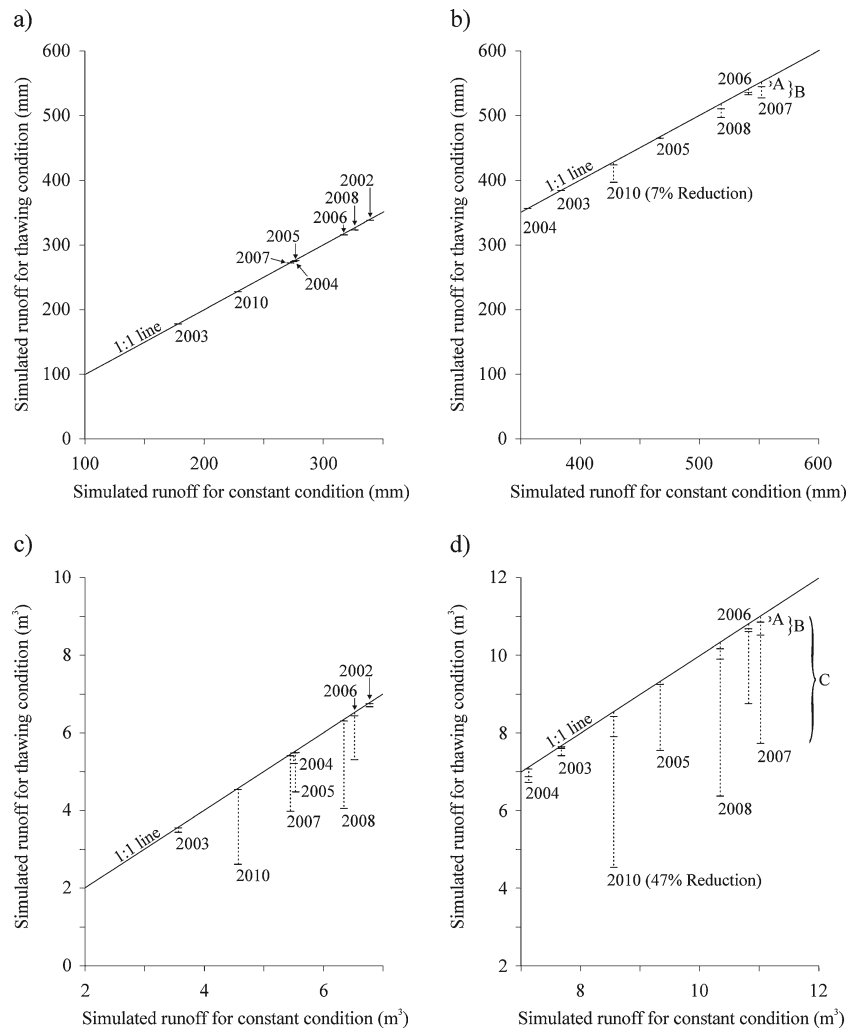 a)
600
500
400
300
200
100
0
Simulated runoff for thawing condition (mm)
2002
2008
2006
2005
2007
2004
2010
2003
1:1 line
100
200
300
Simulated runoff for constant condition (mm)
b)
600
500
400
300
200
100
0
Simulated runoff for thawing condition (mm)
2006
}A
}B
2007
2008
2005
1:1 line
2010 (7% Reduction)
2003
2004
400
500
600
Simulated runoff for constant condition (mm)
c)
10
8
6
4
2
0
Simulated runoff for thawing condition (m³)
2002
2006
2004
2005
2007
2008
2003
2010
1:1 line
2
4
6
Simulated runoff for constant condition (m³)
d)
12
10
8
6
4
2
Simulated runoff for thawing condition (m³)
2006
}A
}B
C
1:1 line
2003
2004
2005
2007
2008
2010 (47% Reduction)
8
10
12
Simulated runoff for constant condition (m³)